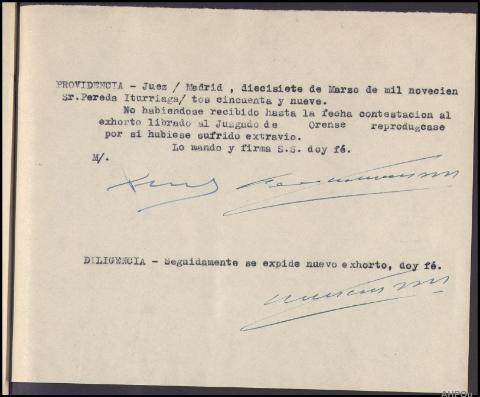 PROVIDENCIA - Juez / Madrid , diecisiete de Marzo de mil novecien
Sr.Pereda Iturriaga/ tos cincuenta y nueve.
No habiendose recibido hasta la fecha contestacion al
exhorto librado al Jusgado de Orense reproduzcase
por si hubiese sufrido extravio.
Lo mando y firma S.S. doy fé.
M/.
DILIGENCIA - Seguidamente se expide nuevo exhorto, doy fé.